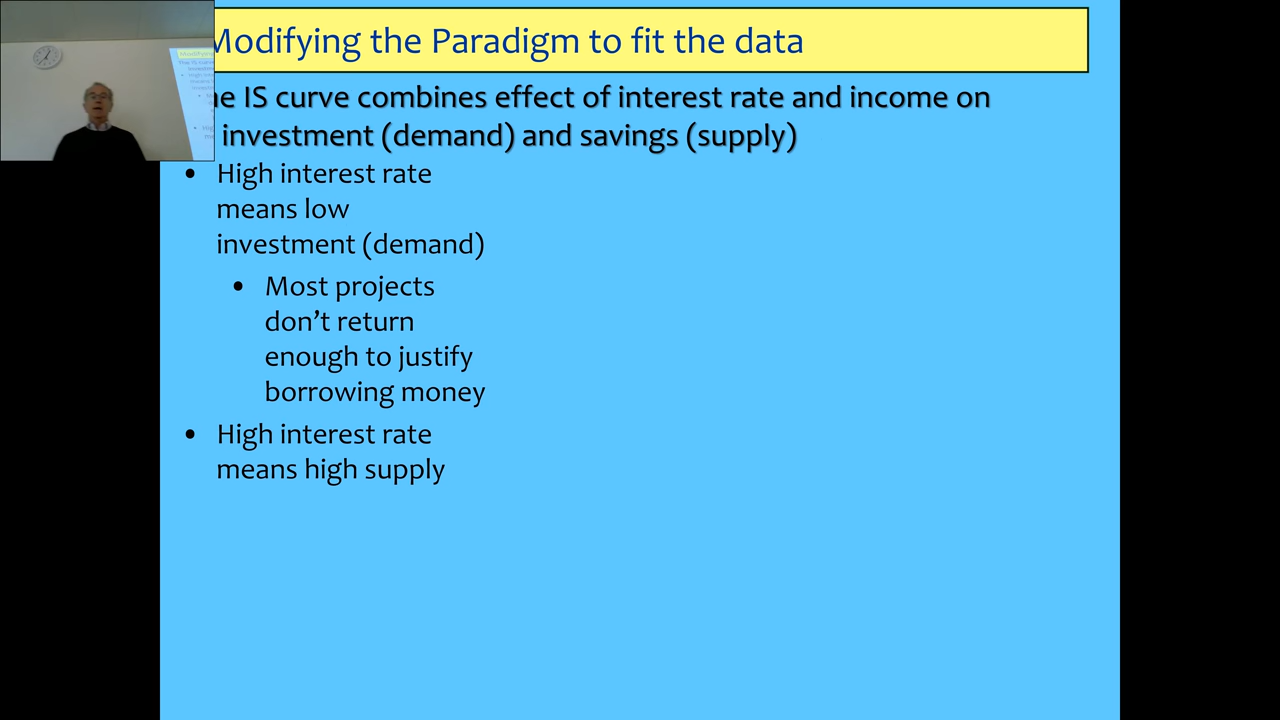 Modifying the Paradigm to fit the data
IS curve combines effect of interest rate and income on
investment (demand) and savings (supply)
• High interest rate
means low
investment (demand)
• Most projects
don’t return
enough to justify
borrowing money
• High interest rate
means high supply